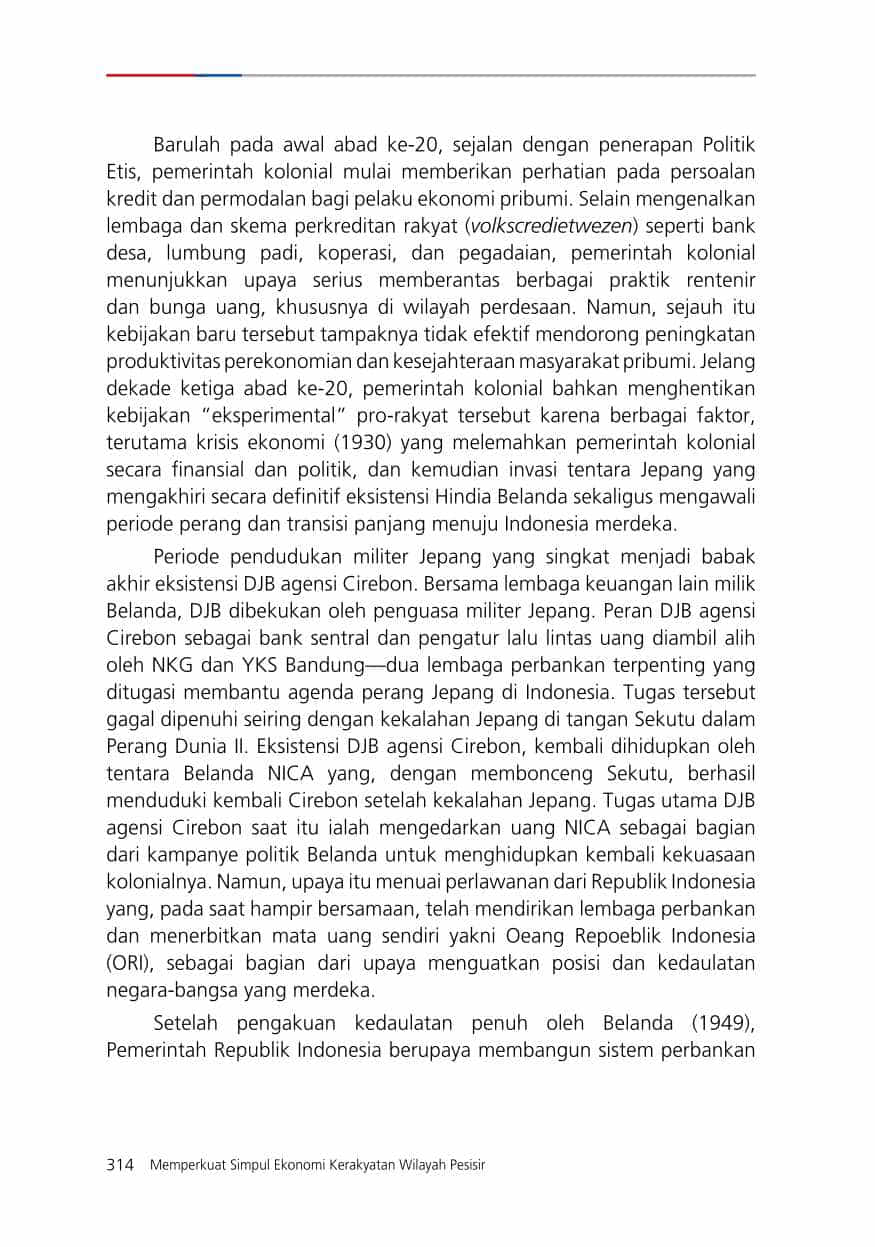 Barulah pada awal abad ke-20, sejalan dengan penerapan Politik
Etis, pemerintah kolonial mulai memberikan perhatian pada persoalan
kredit dan permodalan bagi pelaku ekonomi pribumi. Selain mengenalkan
lembaga dan skema perkreditan rakyat (volkscredietwezen) seperti bank
desa, lumbung padi, koperasi, dan pegadaian, pemerintah kolonial
menunjukkan upaya serius memberantas berbagai praktik rentenir
dan bunga uang, khususnya di wilayah perdesaan. Namun, sejauh itu
kebijakan baru tersebut tampaknya tidak efektif mendorong peningkatan
produktivitas perekonomian dan kesejahteraan masyarakat pribumi. Jelang
dekade ketiga abad ke-20, pemerintah kolonial bahkan menghentikan
kebijakan “eksperimental” pro-rakyat tersebut karena berbagai faktor,
terutama krisis ekonomi (1930) yang melemahkan pemerintah kolonial
secara finansial dan politik, dan kemudian invasi tentara Jepang yang
mengakhiri secara definitif eksistensi Hindia Belanda sekaligus mengawali
periode perang dan transisi panjang menuju Indonesia merdeka.
Periode pendudukan militer Jepang yang singkat menjadi babak
akhir eksistensi DJB agensi Cirebon. Bersama lembaga keuangan lain milik
Belanda, DJB dibekukan oleh penguasa militer Jepang. Peran DJB agensi
Cirebon sebagai bank sentral dan pengatur lalu lintas uang diambil alih
oleh NKG dan YKS Bandung—dua lembaga perbankan terpenting yang
ditugasi membantu agenda perang Jepang di Indonesia. Tugas tersebut
gagal dipenuhi seiring dengan kekalahan Jepang di tangan Sekutu dalam
Perang Dunia II. Eksistensi DJB agensi Cirebon, kembali dihidupkan oleh
tentara Belanda NICA yang, dengan membonceng Sekutu, berhasil
menduduki kembali Cirebon setelah kekalahan Jepang. Tugas utama DJB
agensi Cirebon saat itu ialah mengedarkan uang NICA sebagai bagian
dari kampanye politik Belanda untuk menghidupkan kembali kekuasaan
kolonialnya. Namun, upaya itu menuai perlawanan dari Republik Indonesia
yang, pada saat hampir bersamaan, telah mendirikan lembaga perbankan
dan menerbitkan mata uang sendiri yakni Oeang Repoeblik Indonesia
(ORI), sebagai bagian dari upaya menguatkan posisi dan kedaulatan
negara-bangsa yang merdeka.
Setelah pengakuan kedaulatan penuh oleh Belanda (1949),
Pemerintah Republik Indonesia berupaya membangun sistem perbankan
314 Memperkuat Simpul Ekonomi Kerakyatan Wilayah Pesisir